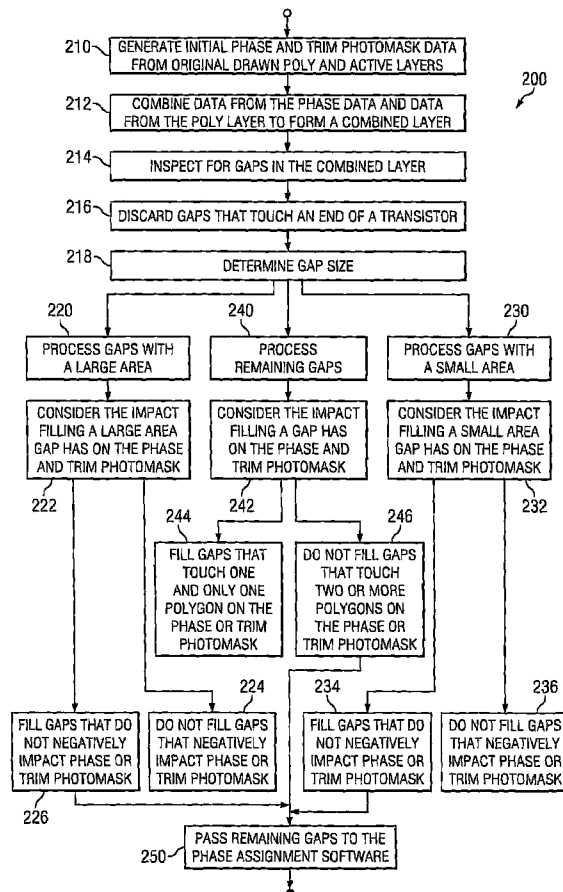 200
210
GENERATE INITIAL PHASE AND TRIM PHOTOMASK DATA
FROM ORIGINAL DRAWN POLY AND ACTIVE LAYERS
212
COMBINE DATA FROM THE PHASE DATA AND DATA
FROM THE POLY LAYER TO FORM A COMBINED LAYER
214
INSPECT FOR GAPS IN THE COMBINED LAYER
216
DISCARD GAPS THAT TOUCH AN END OF A TRANSISTOR
218
DETERMINE GAP SIZE
220
PROCESS GAPS WITH
A LARGE AREA
240
PROCESS
REMAINING GAPS
230
PROCESS GAPS WITH
A SMALL AREA
CONSIDER THE IMPACT
FILLING A LARGE AREA
GAP HAS ON THE PHASE
AND TRIM PHOTOMASK
222
CONSIDER THE IMPACT
FILLING A GAP HAS
ON THE PHASE AND
TRIM PHOTOMASK
242
CONSIDER THE IMPACT
FILLING A SMALL AREA
GAP HAS ON THE PHASE
AND TRIM PHOTOMASK
232
244
FILL GAPS THAT
TOUCH ONE
AND ONLY ONE
POLYGON ON THE
PHASE OR TRIM
PHOTOMASK
246
DO NOT FILL GAPS
THAT TOUCH
TWO OR MORE
POLYGONS ON
THE PHASE OR
TRIM PHOTOMASK
FILL GAPS THAT DO
NOT NEGATIVELY
IMPACT PHASE OR
TRIM PHOTOMASK
226
224
DO NOT FILL GAPS
THAT NEGATIVELY
IMPACT PHASE OR
TRIM PHOTOMASK
234
FILL GAPS THAT DO
NOT NEGATIVELY
IMPACT PHASE OR
TRIM PHOTOMASK
236
DO NOT FILL GAPS
THAT NEGATIVELY
IMPACT PHASE OR
TRIM PHOTOMASK
PASS REMAINING GAPS TO THE
PHASE ASSIGNMENT SOFTWARE
250